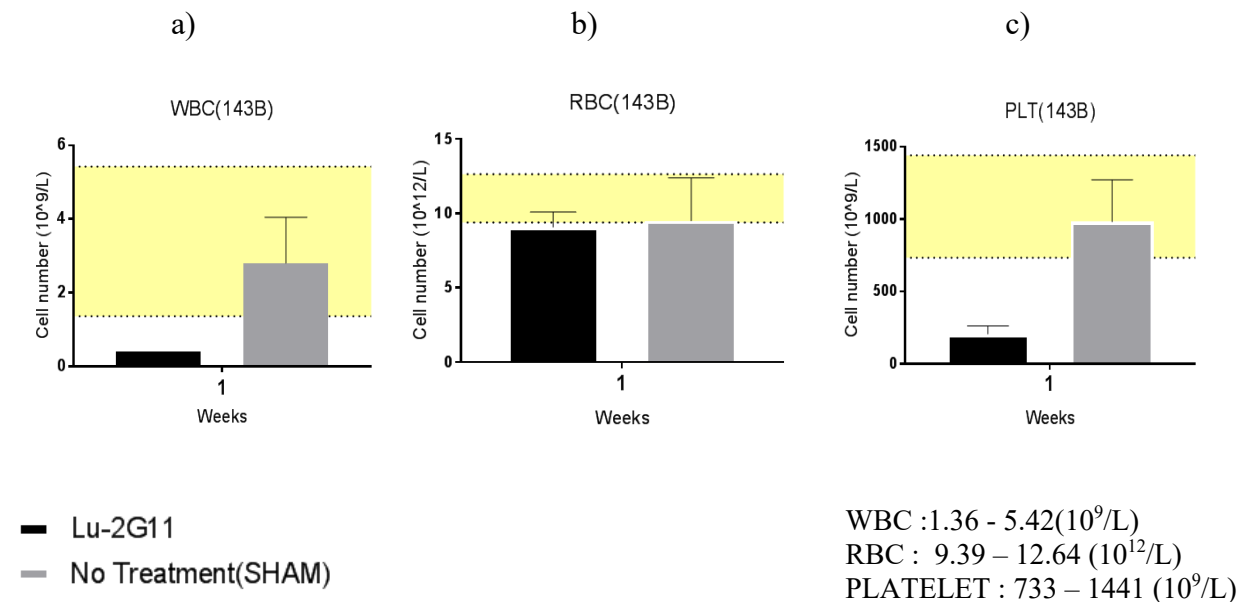 a)
b)
c)
WBC(143B)
RBC(143B)
PLT(143B)
Cell number (10^9/L)
6
4
2
0
1
Weeks
Cell number (10^12/L)
15
10
5
0
1
Weeks
Cell number (10^9/L)
1500
1000
500
0
1
Weeks
Lu-2G11
No Treatment(SHAM)
WBC :1.36 - 5.42(10⁹/L)
RBC : 9.39 – 12.64 (10¹²/L)
PLATELET : 733 – 1441 (10⁹/L)